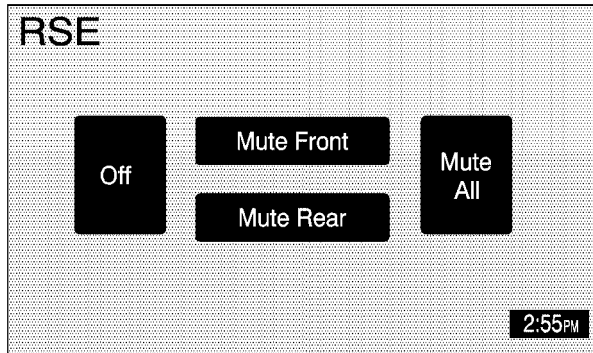 RSE
Off
Mute Front
Mute Rear
Mute
All
2:55PM